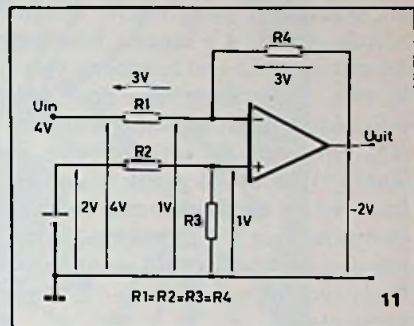 R4
3V
3V
Uin
R1
4V
Uuit
R2
2V
4V
1V
R3
1V
-2V
R1=R2=R3=R4
11